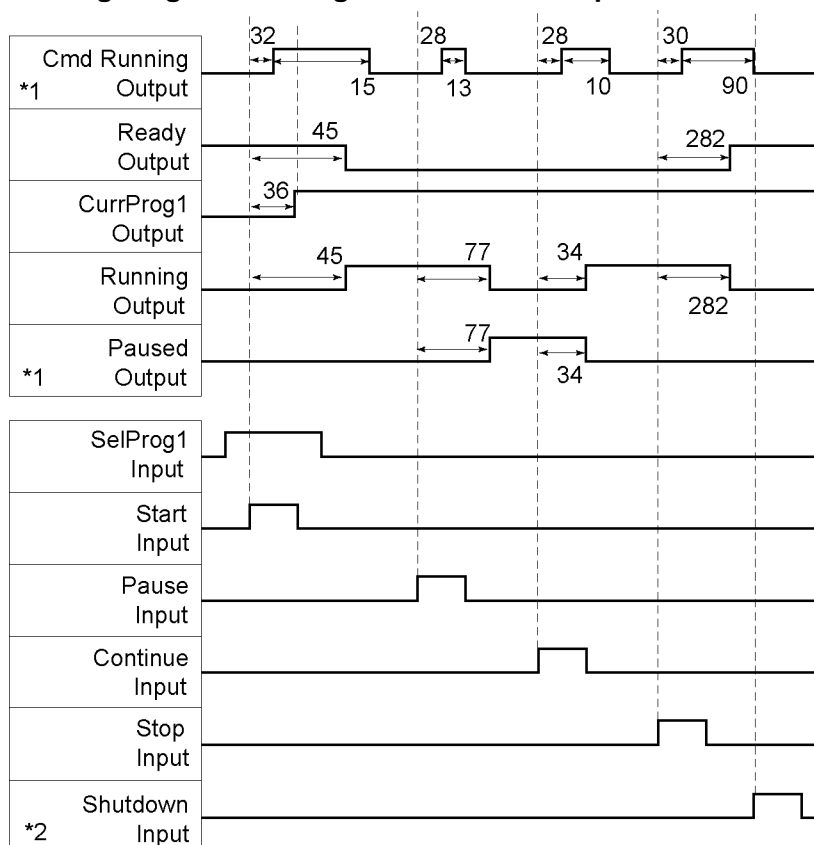 32 28 28 30
Cmd Running
*1 Output 15 13 10 90
Ready 45 282
Output
CurrProg1 36
Output
Running 45 77 34
Output 282
Paused 77
*1 Output 34
SelProg1
Input
Start
Input
Pause
Input
Continue
Input
Stop
Input
Shutdown
*2 Input